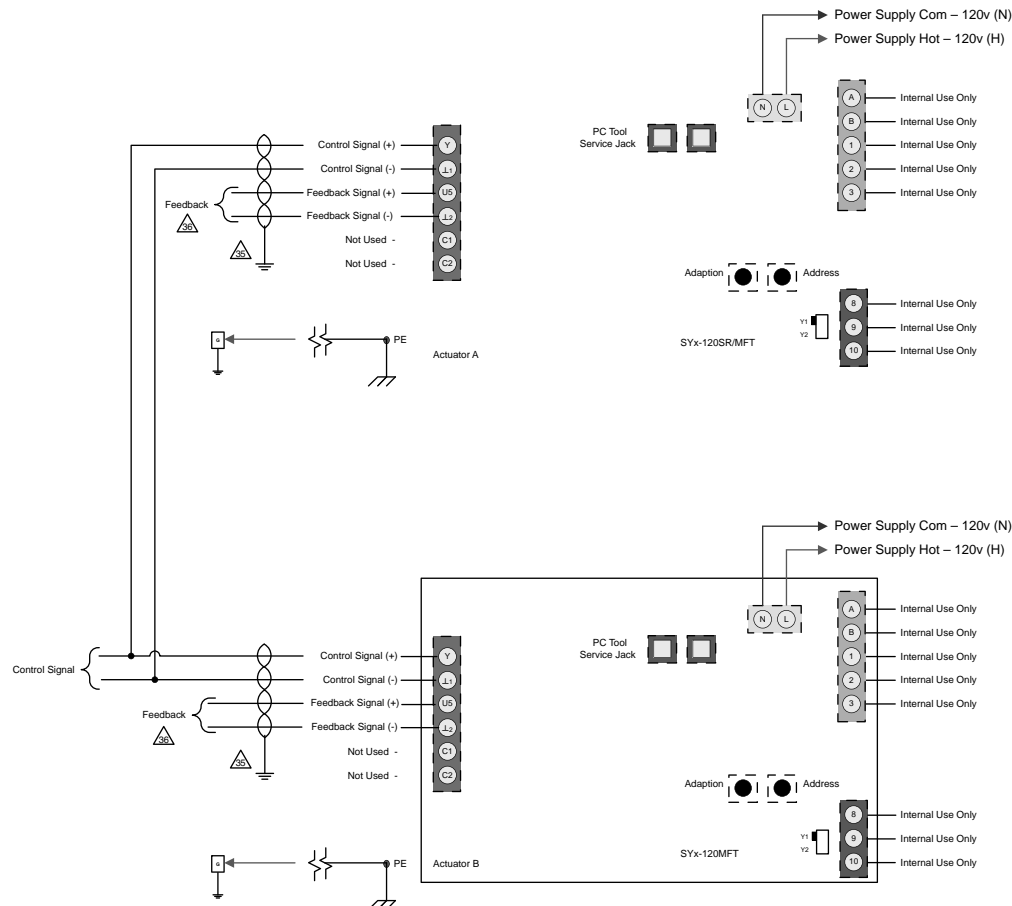 Power Supply Com – 120v (N)
Power Supply Hot – 120v (H)
N L
A Internal Use Only
B Internal Use Only
1 Internal Use Only
2 Internal Use Only
3 Internal Use Only
PC Tool
Service Jack
Control Signal (+) Y
Control Signal (-) ⊥1
Feedback Signal (+) U5
Feedback Signal (-) ⊥2
Not Used - C1
Not Used - C2
Feedback
36
35
Adaption Address
8 Internal Use Only
9 Internal Use Only
10 Internal Use Only
Y1
Y2
SYx-120SR/MFT
G
PE
Actuator A
Power Supply Com – 120v (N)
Power Supply Hot – 120v (H)
N L
A Internal Use Only
B Internal Use Only
1 Internal Use Only
2 Internal Use Only
3 Internal Use Only
PC Tool
Service Jack
Control Signal
Control Signal (+) Y
Control Signal (-) ⊥1
Feedback Signal (+) U5
Feedback Signal (-) ⊥2
Not Used - C1
Not Used - C2
Feedback
36
35
Adaption Address
8 Internal Use Only
9 Internal Use Only
10 Internal Use Only
Y1
Y2
SYx-120MFT
G
PE
Actuator B